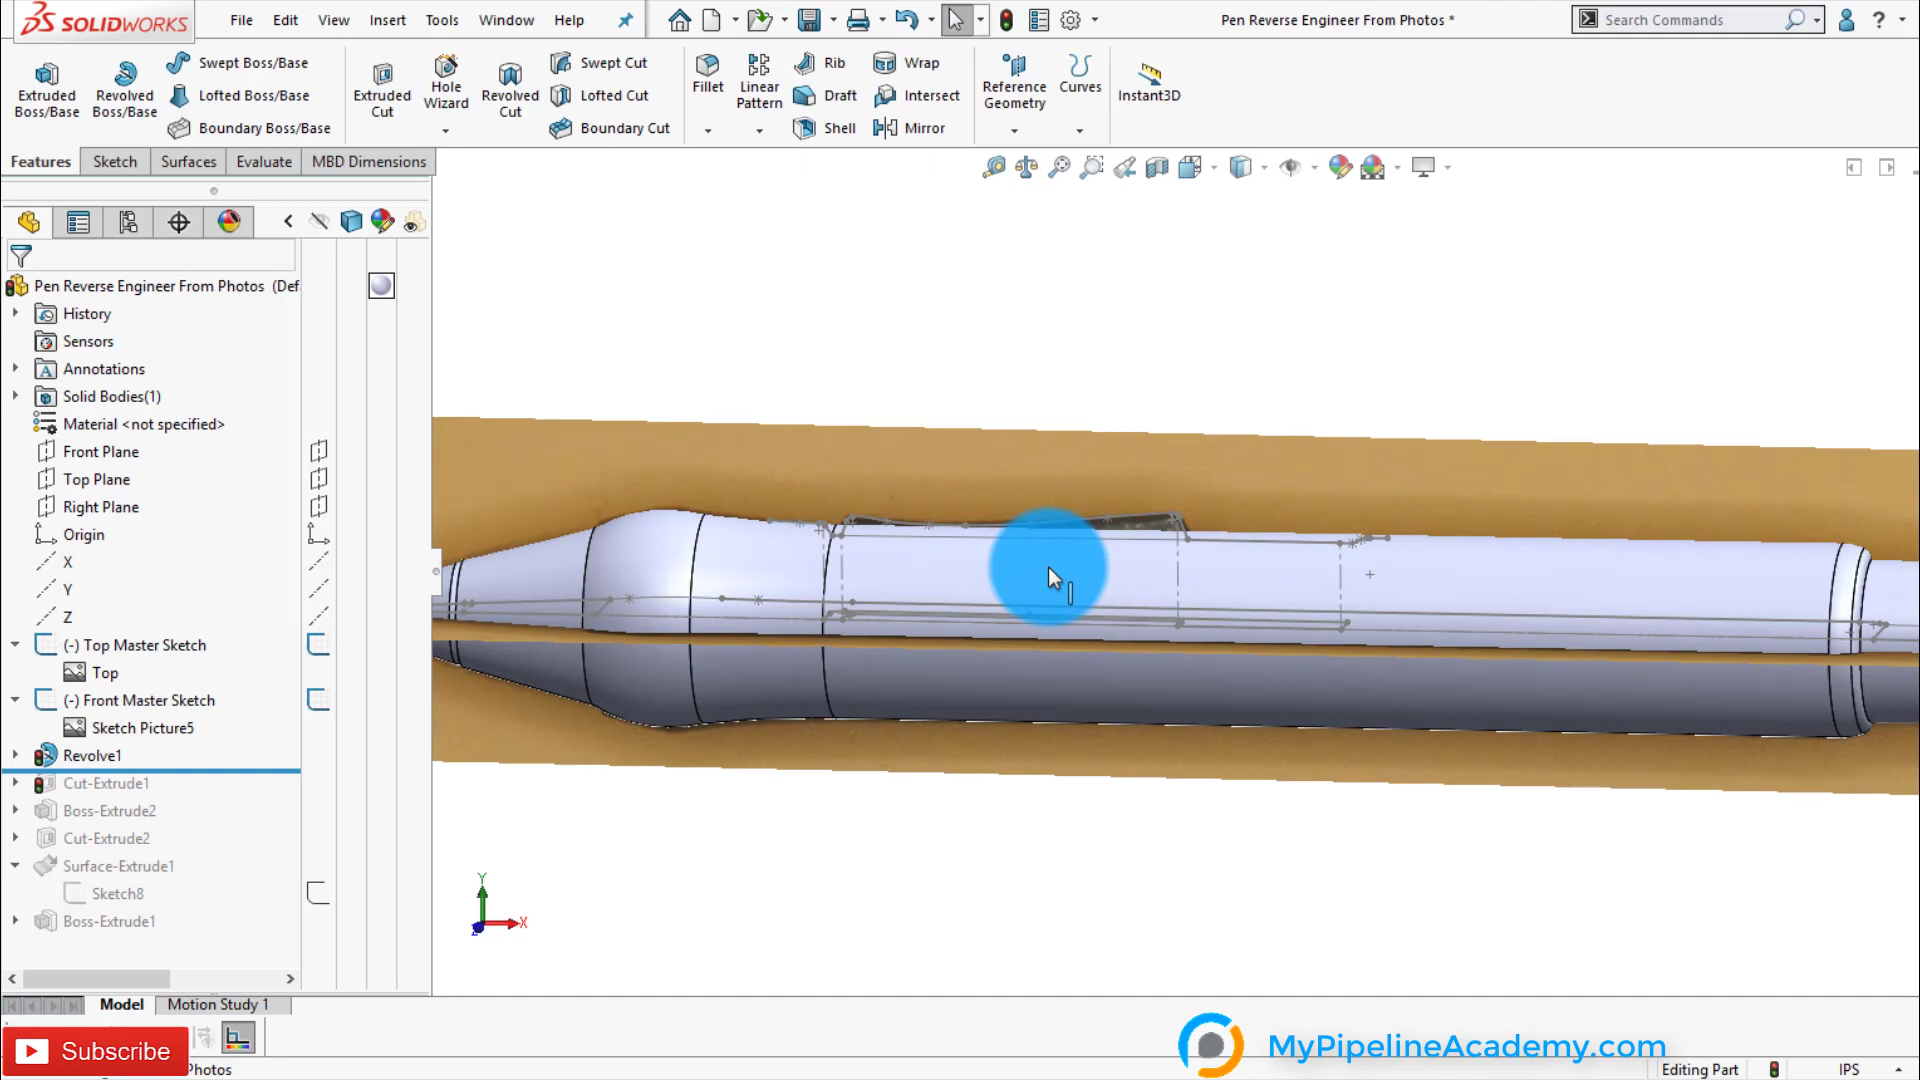 SOLIDWORKS
File Edit View Insert Tools Window Help
Pen Reverse Engineer From Photos *
Search Commands
Extruded Boss/Base
Revolved Boss/Base
Swept Boss/Base
Lofted Boss/Base
Boundary Boss/Base
Extruded Cut
Hole Wizard
Revolved Cut
Swept Cut
Lofted Cut
Boundary Cut
Fillet
Linear Pattern
Rib
Draft
Shell
Wrap
Intersect
Mirror
Reference Geometry
Curves
Instant3D
Features Sketch Surfaces Evaluate MBD Dimensions
Pen Reverse Engineer From Photos (Def
History
Sensors
Annotations
Solid Bodies(1)
Material <not specified>
Front Plane
Top Plane
Right Plane
Origin
X
Y
Z
(-) Top Master Sketch
Top
(-) Front Master Sketch
Sketch Picture5
Revolve1
Cut-Extrude1
Boss-Extrude2
Cut-Extrude2
Surface-Extrude1
Sketch8
Boss-Extrude1
Y
X
Z
Model Motion Study 1
Subscribe
MyPipelineAcademy.com
Photos
Editing Part
IPS